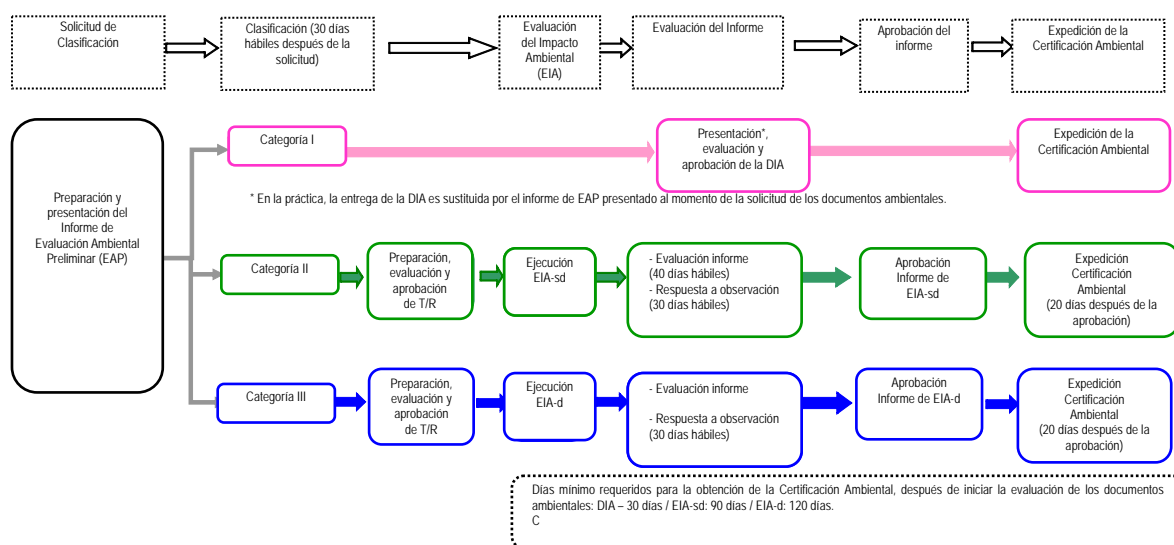 Solicitud de
Clasificación
Clasificación (30 días
hábiles después de la
solicitud)
Evaluación
del Impacto
Ambiental
(EIA)
Evaluación del Informe
Aprobación del
informe
Expedición de la
Certificación Ambiental
Preparación y
presentación del
Informe de
Evaluación Ambiental
Preliminar (EAP)
Categoría I
Presentación*,
evaluación y
aprobación de la DIA
Expedición de la
Certificación Ambiental
* En la práctica, la entrega de la DIA es sustituida por el informe de EAP presentado al momento de la solicitud de los documentos ambientales.
Categoría II
Preparación,
evaluación y
aprobación
de T/R
Ejecución
EIA-sd
- Evaluación informe
(40 días hábiles)
- Respuesta a observación
(30 días hábiles)
Aprobación
Informe de
EIA-sd
Expedición
Certificación
Ambiental
(20 días después de la
aprobación)
Categoría III
Preparación,
evaluación y
aprobación
de T/R
Ejecución
EIA-d
- Evaluación informe
- Respuesta a observación
(30 días hábiles)
Aprobación
Informe de EIA-d
Expedición
Certificación
Ambiental
(20 días después de la
aprobación)
Días mínimo requeridos para la obtención de la Certificación Ambiental, después de iniciar la evaluación de los documentos
ambientales: DIA – 30 días / EIA-sd: 90 días / EIA-d: 120 días.
C